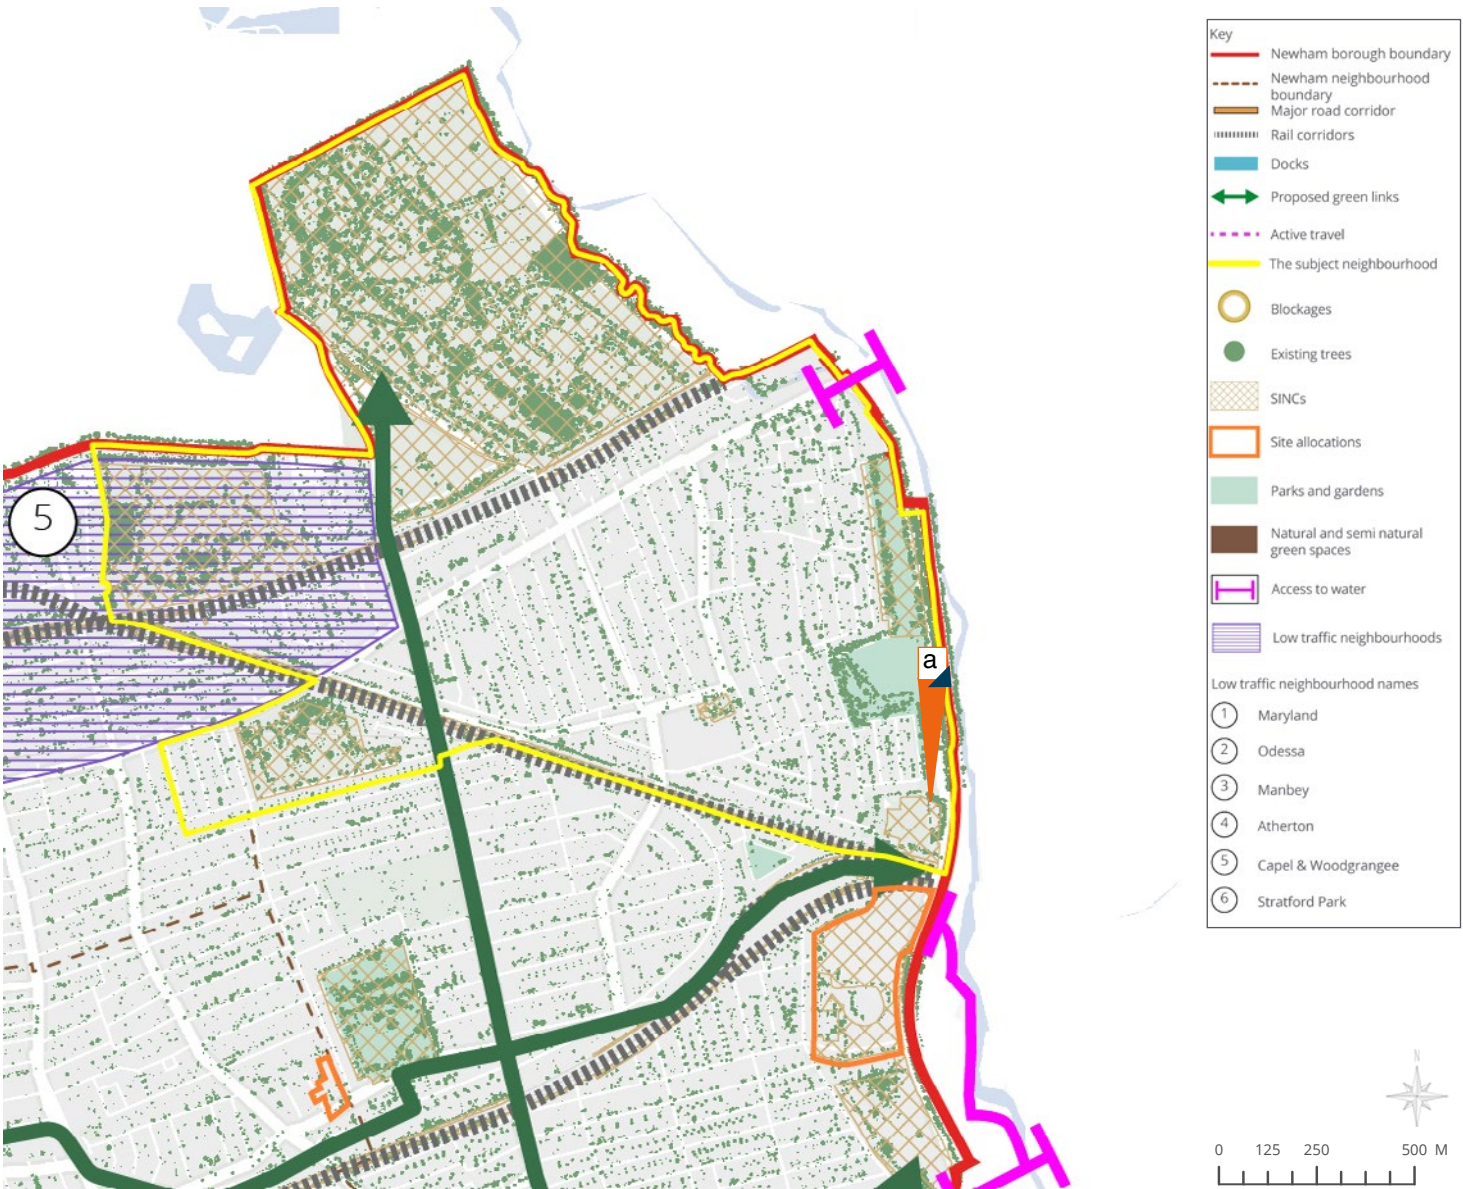 Key
Newham borough boundary
Newham neighbourhood
boundary
Major road corridor
Rail corridors
Docks
Proposed green links
Active travel
The subject neighbourhood
Blockages
Existing trees
SINCs
Site allocations
Parks and gardens
Natural and semi natural
green spaces
Access to water
Low traffic neighbourhoods
Low traffic neighbourhood names
1 Maryland
2 Odessa
3 Manbey
4 Atherton
5 Capel & Woodgrangee
6 Stratford Park
5
a
N
0 125 250 500 M